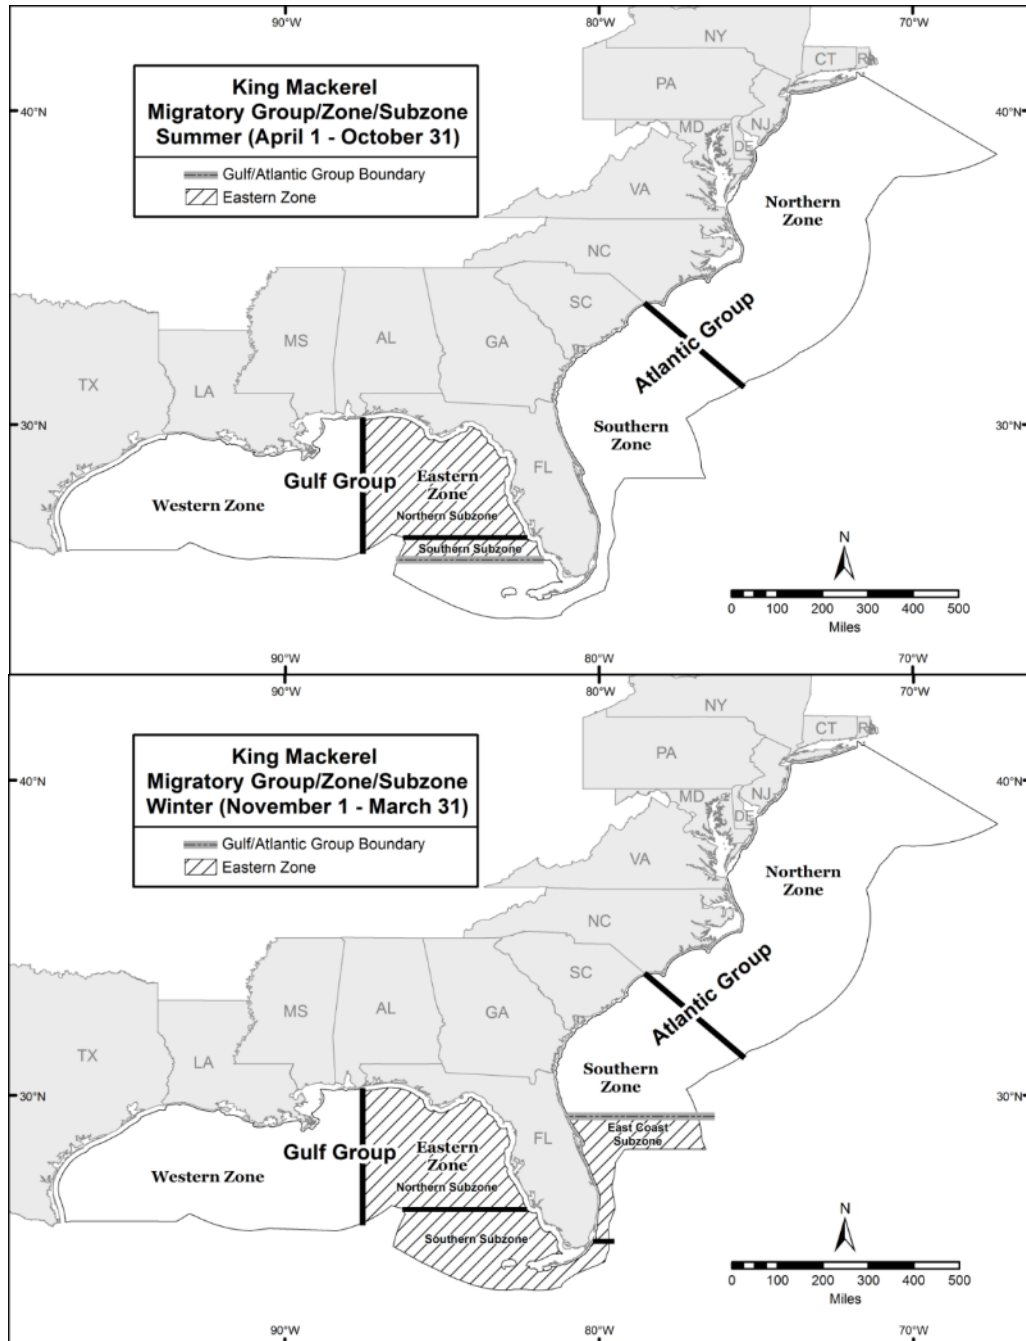 90°W
80°W
70°W
King Mackerel
Migratory Group/Zone/Subzone
Summer (April 1 - October 31)
Gulf/Atlantic Group Boundary
Eastern Zone
NY
CT
RI
PA
40°N
40°N
MD
NJ
DE
VA
Northern
Zone
NC
SC
Atlantic Group
MS
AL
GA
TX
LA
30°N
30°N
Southern
Zone
FL
Gulf Group
Eastern
Zone
Western Zone
Northern Subzone
Southern Subzone
N
0
100
200
300
400
500
Miles
90°W
80°W
70°W
90°W
80°W
70°W
King Mackerel
Migratory Group/Zone/Subzone
Winter (November 1 - March 31)
Gulf/Atlantic Group Boundary
Eastern Zone
NY
CT
RI
PA
40°N
40°N
MD
NJ
DE
VA
Northern
Zone
NC
SC
Atlantic Group
MS
AL
GA
TX
LA
Southern
Zone
30°N
30°N
East Coast
Subzone
FL
Gulf Group
Eastern
Zone
Western Zone
Northern Subzone
Southern Subzone
N
0
100
200
300
400
500
Miles
90°W
80°W
70°W